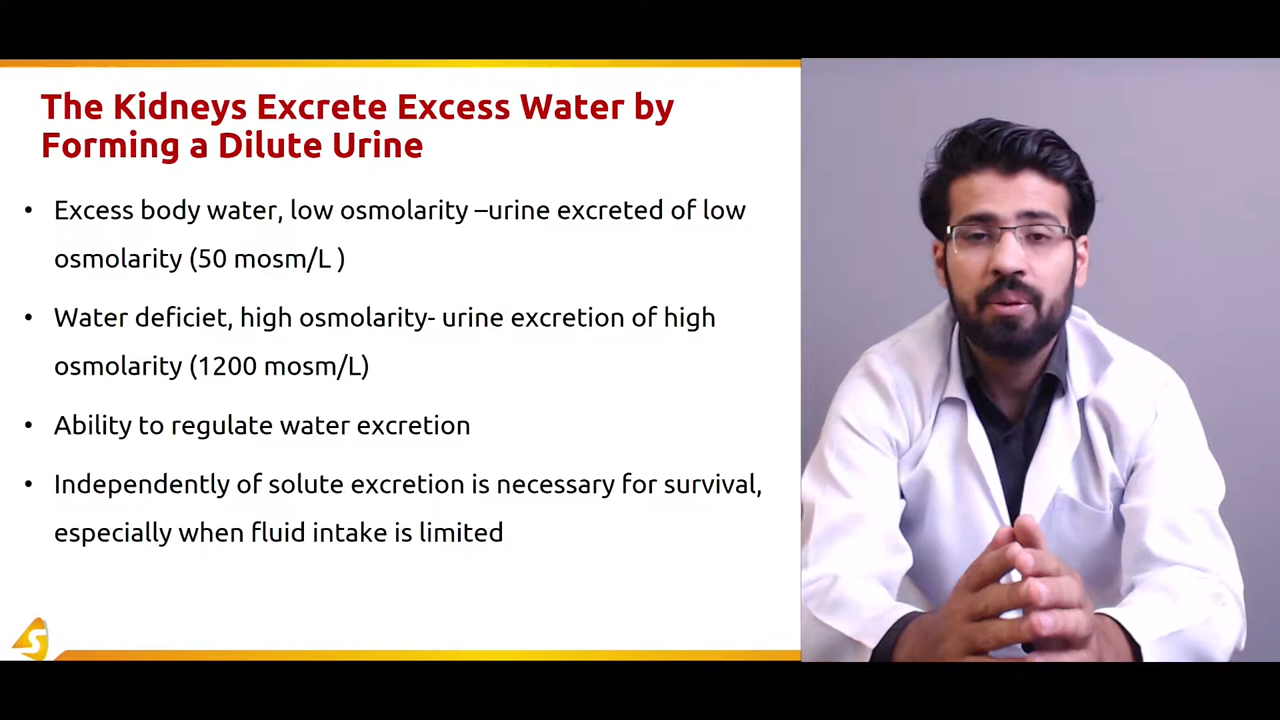 The Kidneys Excrete Excess Water by
Forming a Dilute Urine
• Excess body water, low osmolarity –urine excreted of low
osmolarity (50 mosm/L )
• Water deficiet, high osmolarity- urine excretion of high
osmolarity (1200 mosm/L)
• Ability to regulate water excretion
• Independently of solute excretion is necessary for survival,
especially when fluid intake is limited
S